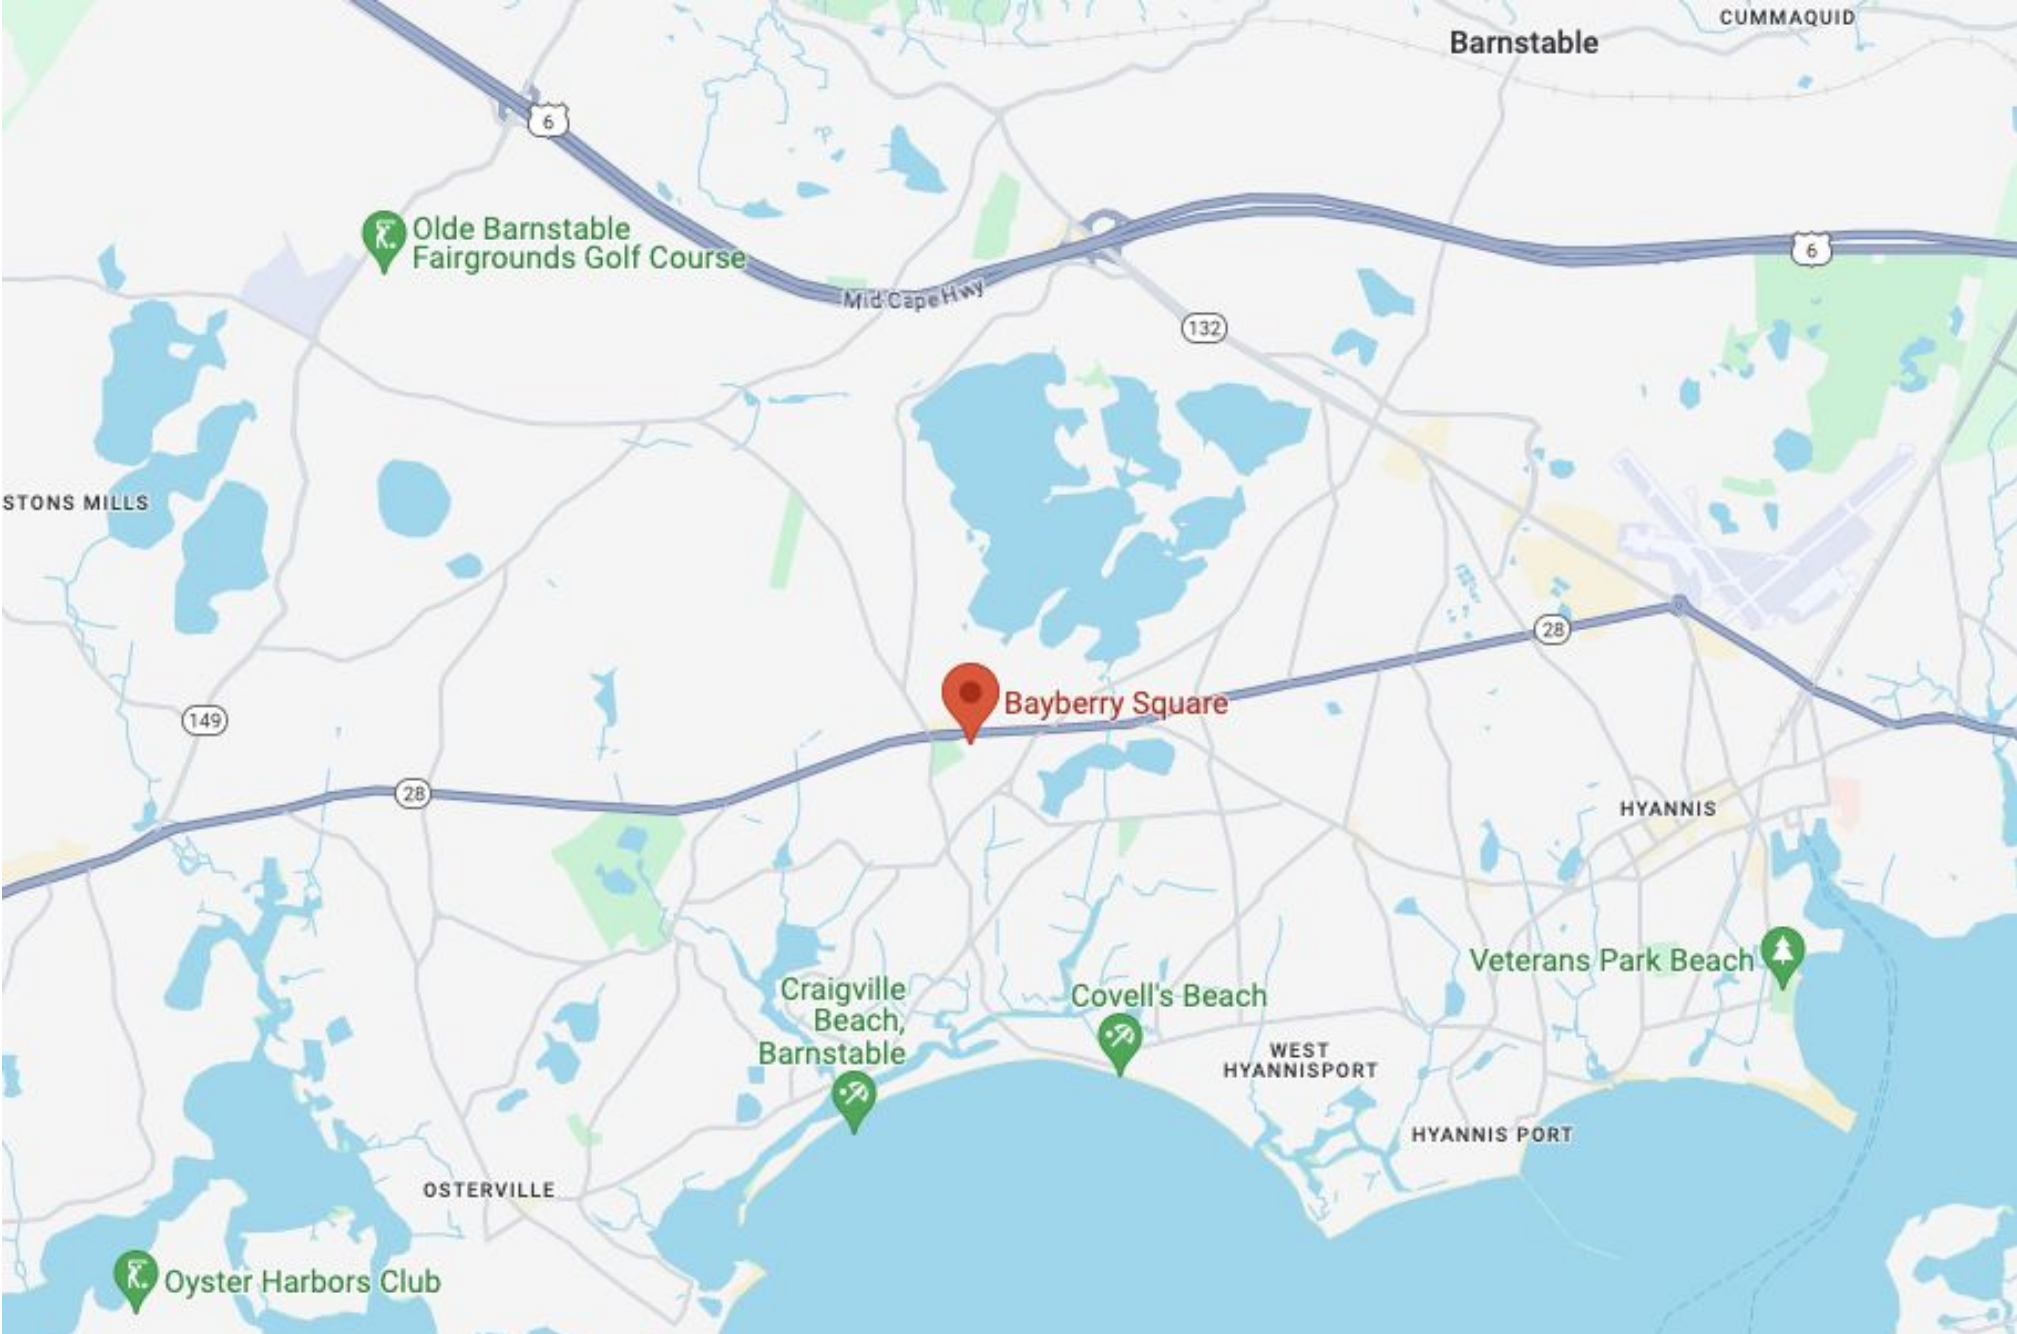 CUMMAQUID
Barnstable
6
Olde Barnstable
Fairgrounds Golf Course
6
Mid Cape Hwy
132
STONS MILLS
28
Bayberry Square
149
28
HYANNIS
Veterans Park Beach
Craigville
Beach,
Barnstable
Covell's Beach
WEST
HYANNISPORT
HYANNIS PORT
OSTERVILLE
Oyster Harbors Club